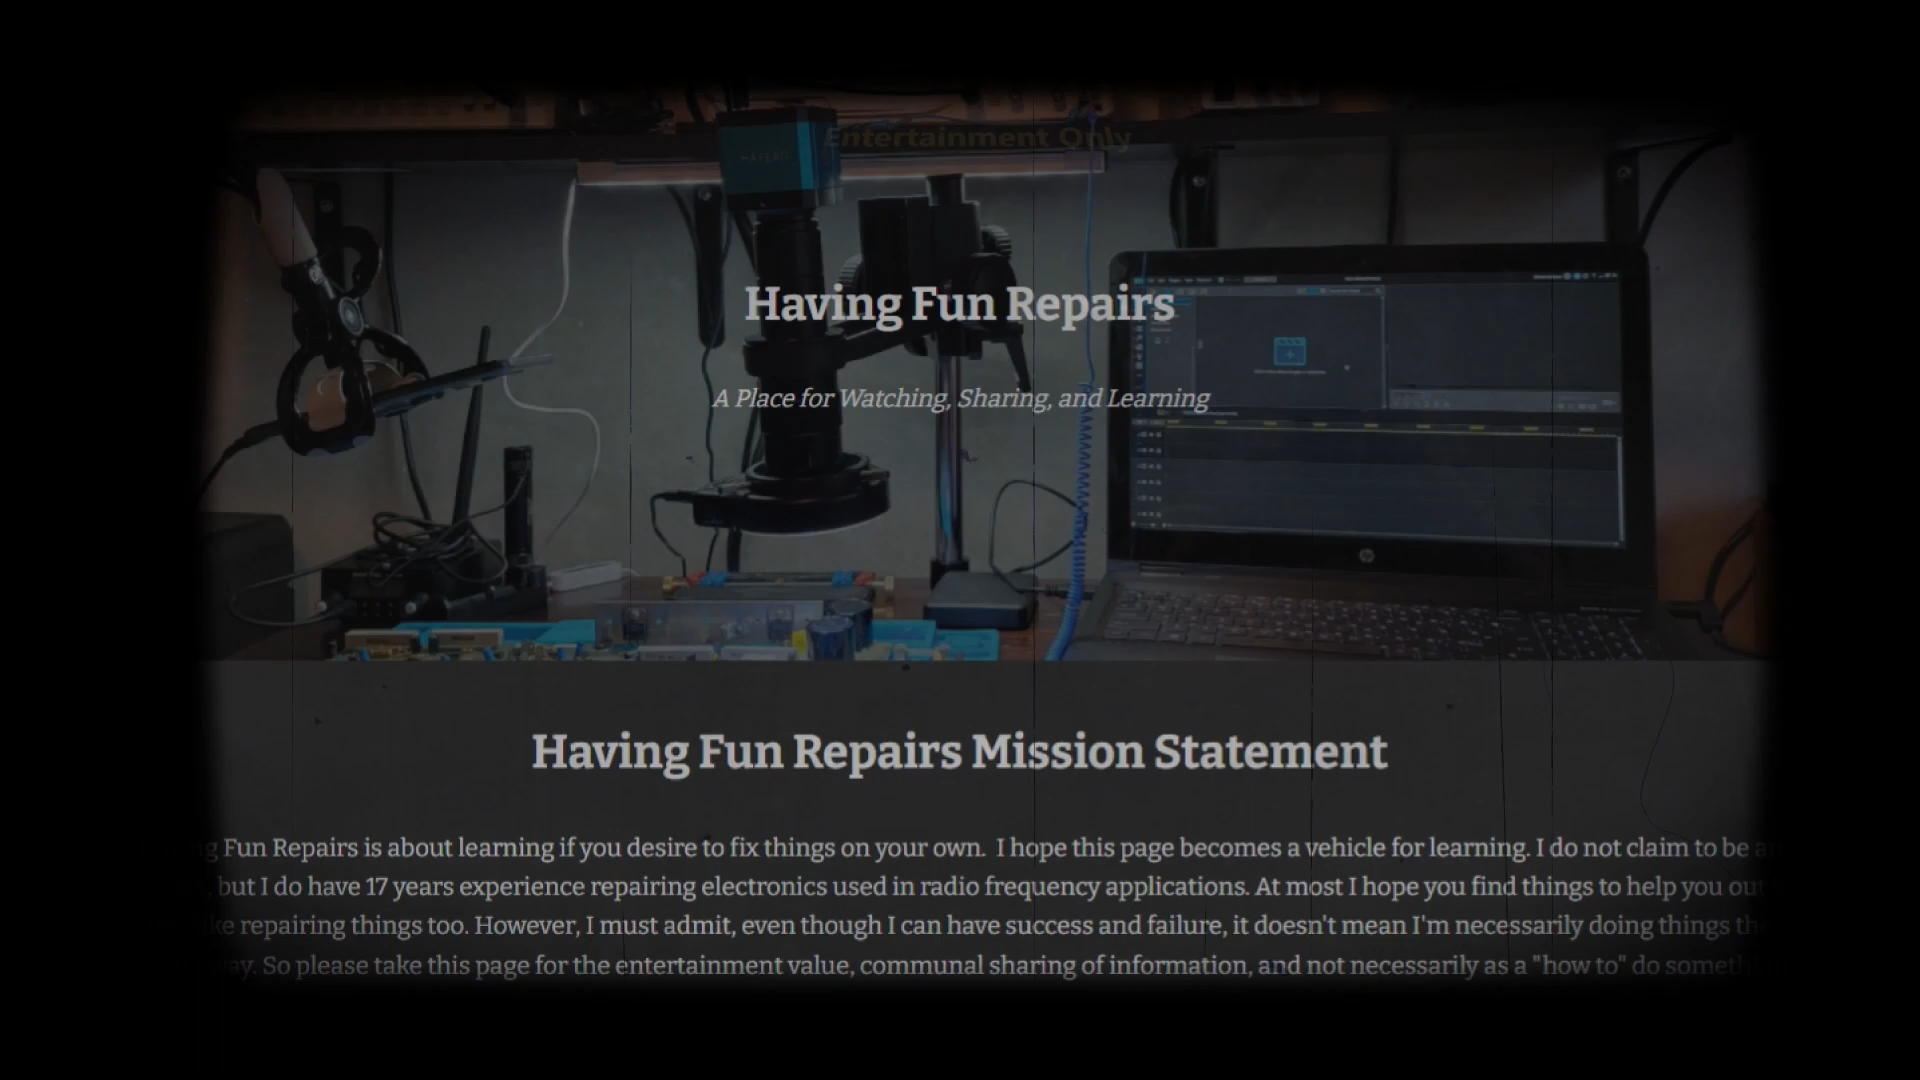 Entertainment Only
Having Fun Repairs
A Place for Watching, Sharing, and Learning
Having Fun Repairs Mission Statement
Fun Repairs is about learning if you desire to fix things on your own. I hope this page becomes a vehicle for learning. I do not claim to be
, but I do have 17 years experience repairing electronics used in radio frequency applications. At most I hope you find things to help you out
repairing things too. However, I must admit, even though I can have success and failure, it doesn't mean I'm necessarily doing things
way. So please take this page for the entertainment value, communal sharing of information, and not necessarily as a "how to" do